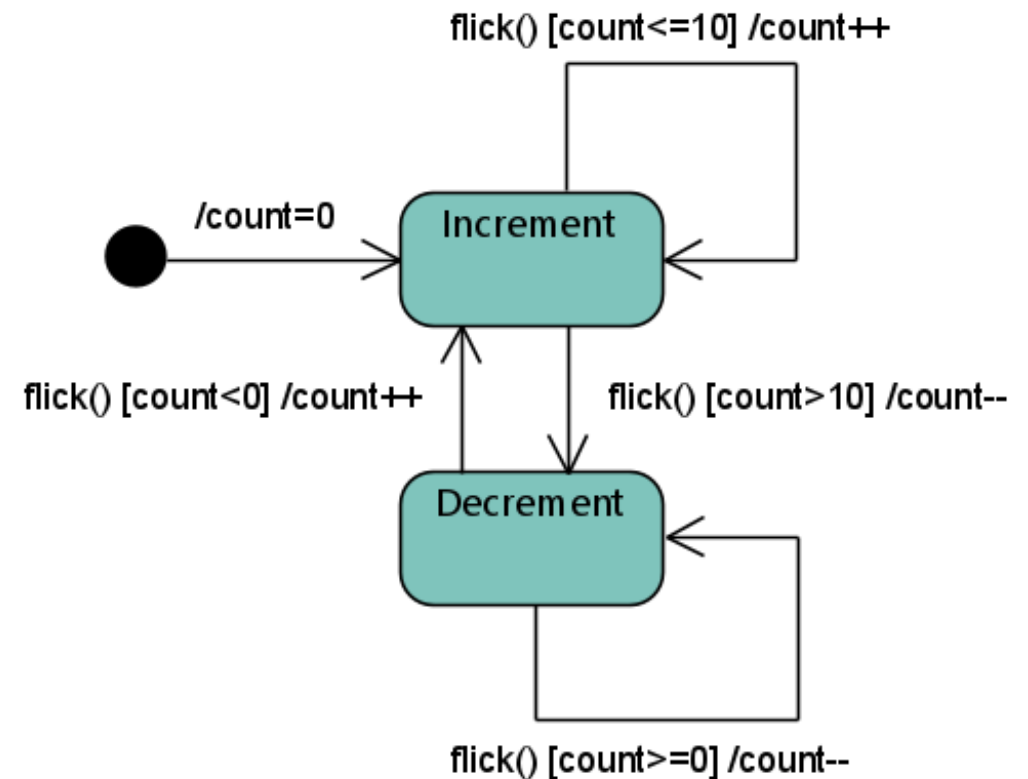 flick() [count<=10] /count++
/count=0
Increment
flick() [count<0] /count++
flick() [count>10] /count--
Decrement
flick() [count>=0] /count--